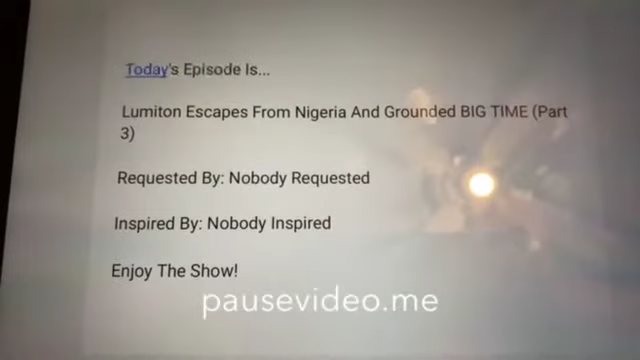 Today's Episode Is...
Lumiton Escapes From Nigeria And Grounded BIG TIME (Part
3)
Requested By: Nobody Requested
Inspired By: Nobody Inspired
Enjoy The Show!
pausevideo.me